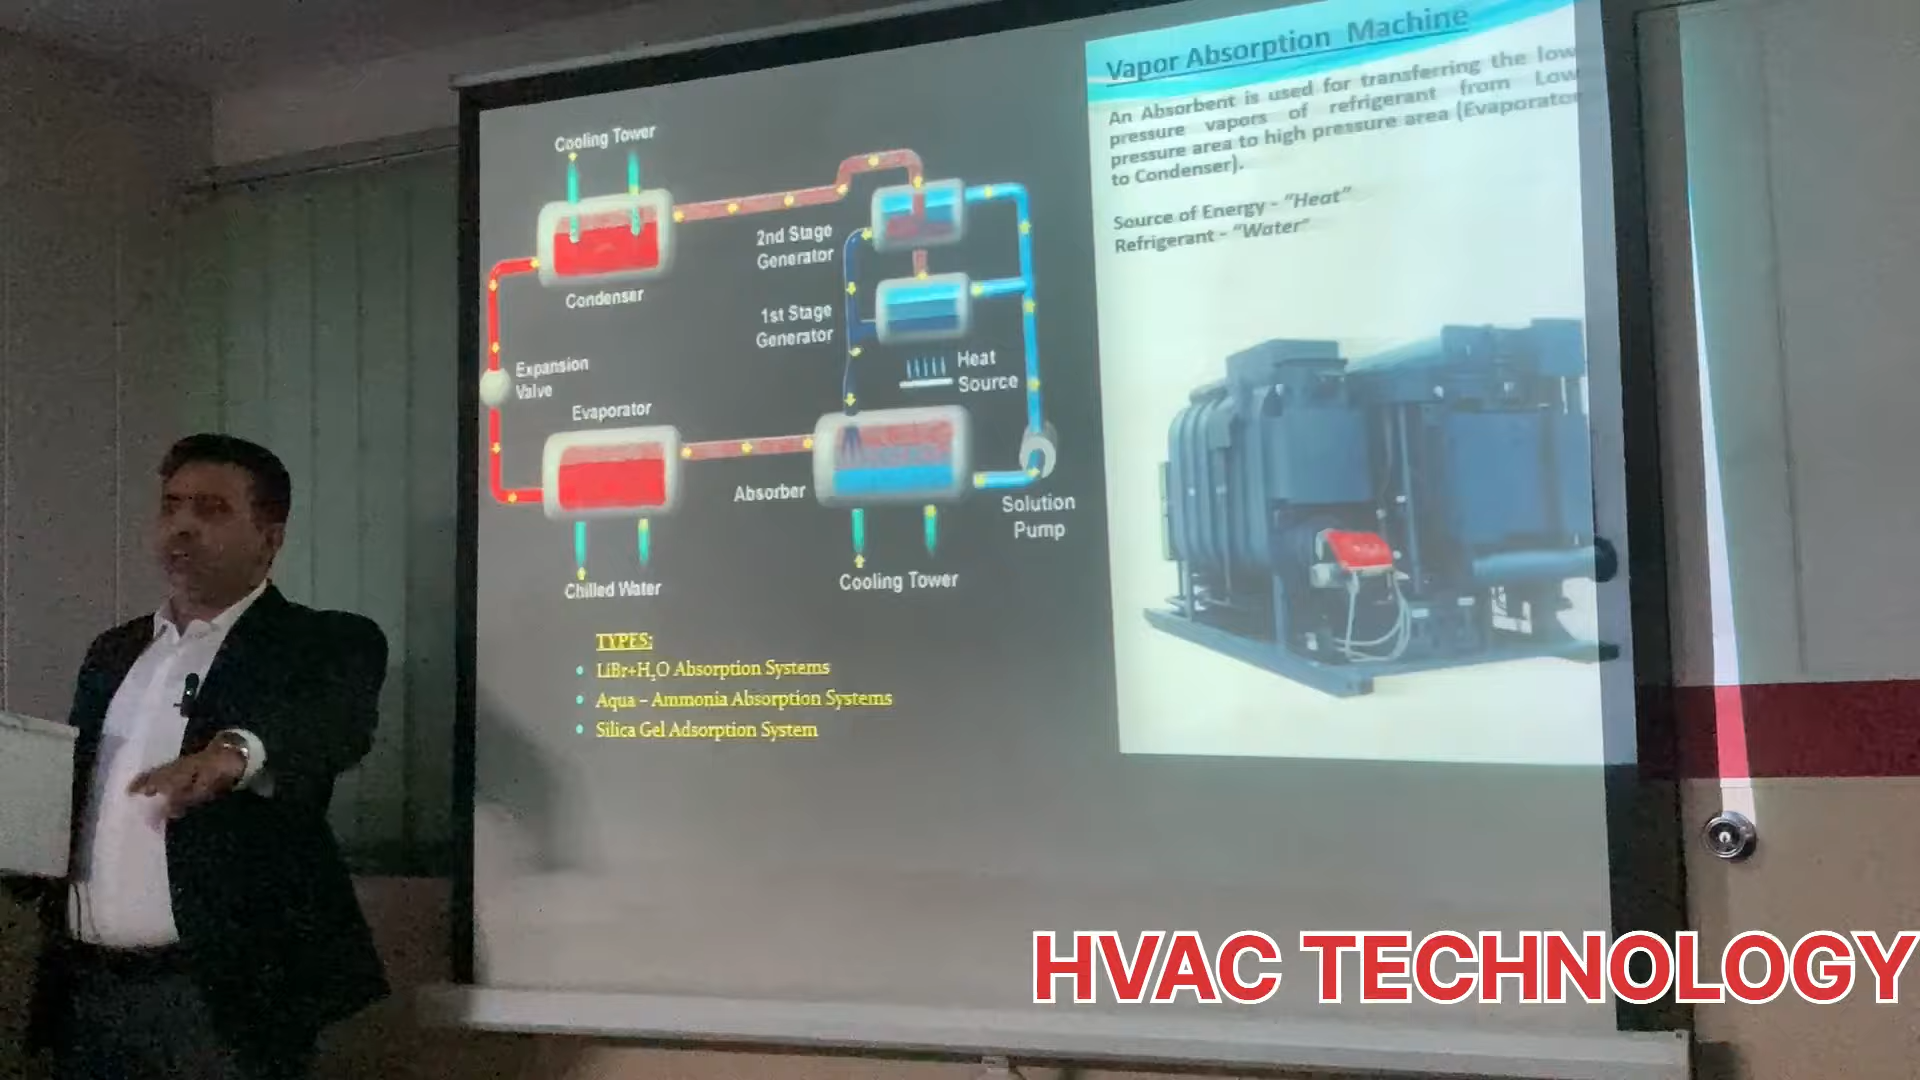 Vapor Absorption Machine
An Absorbent is used for transferring the low
pressure vapors of refrigerant from Low
pressure area to high pressure area (Evaporator
to Condenser).
Source of Energy - "Heat"
Refrigerant - "Water"
Cooling Tower
Condenser
2nd Stage
Generator
1st Stage
Generator
Heat
Source
Expansion
Valve
Evaporator
Absorber
Solution
Pump
Chilled Water
Cooling Tower
TYPES:
• LiBr+H₂O Absorption Systems
• Aqua – Ammonia Absorption Systems
• Silica Gel Adsorption System
HVAC TECHNOLOGY